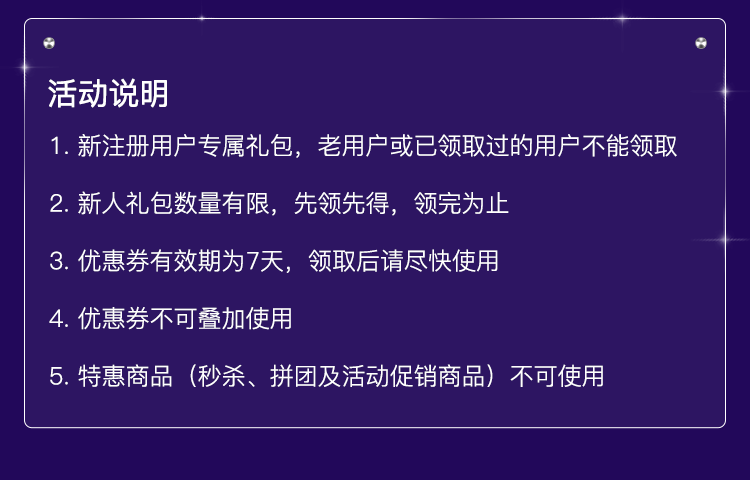 活动说明
1. 新注册用户专属礼包，老用户或已领取过的用户不能领取
2. 新人礼包数量有限，先领先得，领完为止
3. 优惠券有效期为7天，领取后请尽快使用
4. 优惠券不可叠加使用
5. 特惠商品（秒杀、拼团及活动促销商品）不可使用